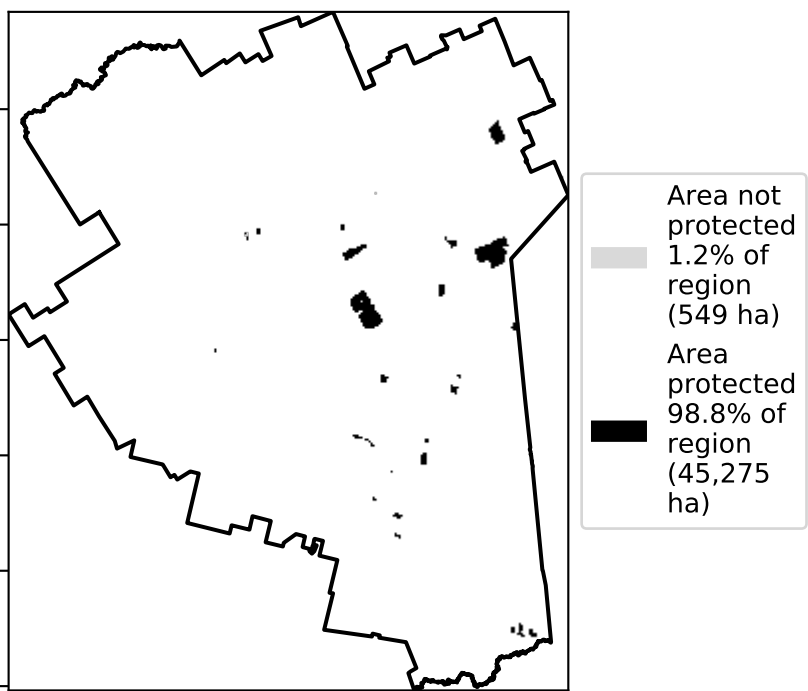 Area not
protected
1.2% of
region
(549 ha)
Area
protected
98.8% of
region
(45,275
ha)